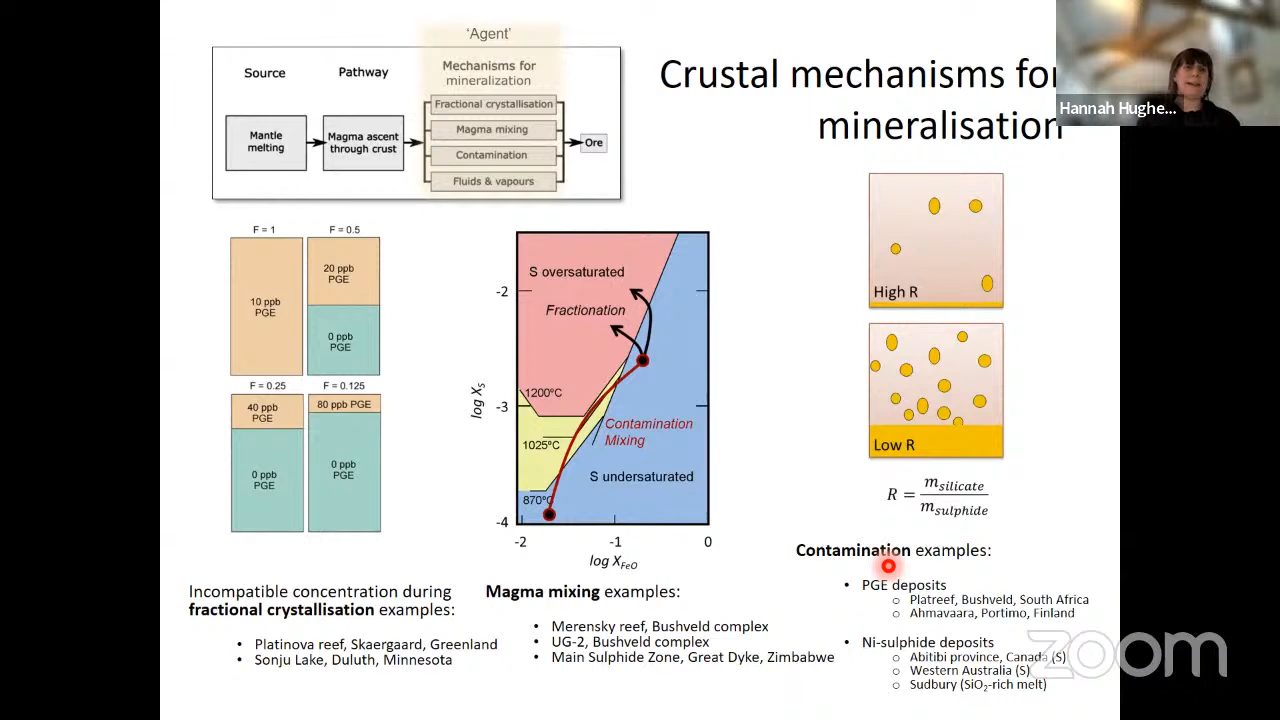 'Agent'
Source
Pathway
Mechanisms for
mineralization
Mantle
melting
Magma ascent
through crust
Fractional crystallisation
Magma mixing
Contamination
Fluids & vapours
Ore
Crustal mechanisms for
mineralisation
Hannah Hughe...
F = 1
10 ppb
PGE
F = 0.5
20 ppb
PGE
0 ppb
PGE
F = 0.25
40 ppb
PGE
0 ppb
PGE
F = 0.125
80 ppb PGE
0 ppb
PGE
S oversaturated
Fractionation
1200ºC
1025ºC
870ºC
Contamination
Mixing
S undersaturated
log X_S
-2
-3
-4
-2
-1
0
log X_FeO
High R
Low R
R = m_silicate / m_sulphide
Incompatible concentration during
fractional crystallisation examples:
• Platinova reef, Skaergaard, Greenland
• Sonju Lake, Duluth, Minnesota
Magma mixing examples:
• Merensky reef, Bushveld complex
• UG-2, Bushveld complex
• Main Sulphide Zone, Great Dyke, Zimbabwe
Contamination examples:
• PGE deposits
o Platreef, Bushveld, South Africa
o Ahmavaara, Portimo, Finland
• Ni-sulphide deposits
o Abitibi province, Canada (S)
o Western Australia (S)
o Sudbury (SiO₂-rich melt)
zoom